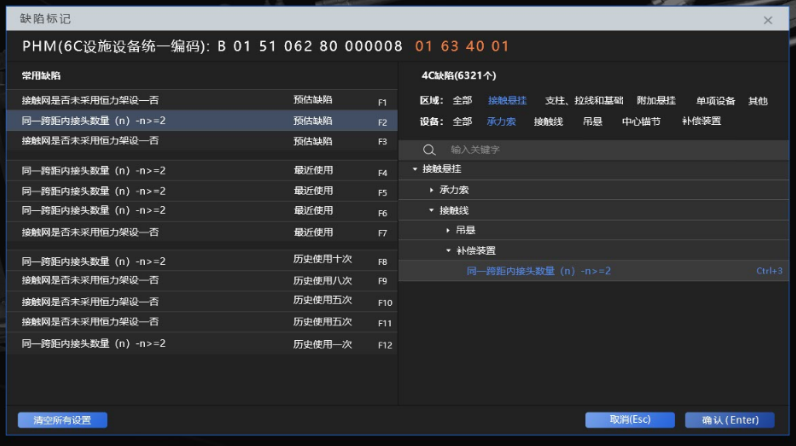 缺陷标记
PHM(6C设施设备统一编码): B 01 51 062 80 000008 01 63 40 01
常用缺陷
接触网是否未采用恒力架设—否 预估缺陷 F1
同一跨距内接头数量（n）-n>=2 预估缺陷 F2
接触网是否未采用恒力架设—否 预估缺陷 F3
同一跨距内接头数量（n）-n>=2 最近使用 F4
同一跨距内接头数量（n）-n>=2 最近使用 F5
同一跨距内接头数量（n）-n>=2 最近使用 F6
接触网是否未采用恒力架设—否 最近使用 F7
同一跨距内接头数量（n）-n>=2 历史使用十次 F8
接触网是否未采用恒力架设—否 历史使用八次 F9
接触网是否未采用恒力架设—否 历史使用五次 F10
接触网是否未采用恒力架设—否 历史使用五次 F11
同一跨距内接头数量（n）-n>=2 历史使用一次 F12
4C缺陷(6321个)
区域： 全部 接触悬挂 支柱、拉线和基础 附加悬挂 单项设备 其他
设备： 全部 承力索 接触线 吊悬 中心锚节 补偿装置
输入关键字
接触悬挂
承力索
接触线
吊悬
补偿装置
同一跨距内接头数量（n）-n>=2 Ctrl+3
清空所有设置
取消(Esc)
确认(Enter)